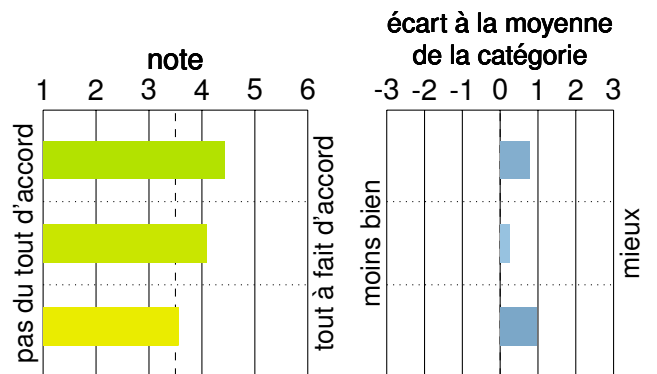 note
1 2 3 4 5 6
pas du tout d'accord
tout à fait d'accord
écart à la moyenne
de la catégorie
-3 -2 -1 0 1 2 3
moins bien
mieux